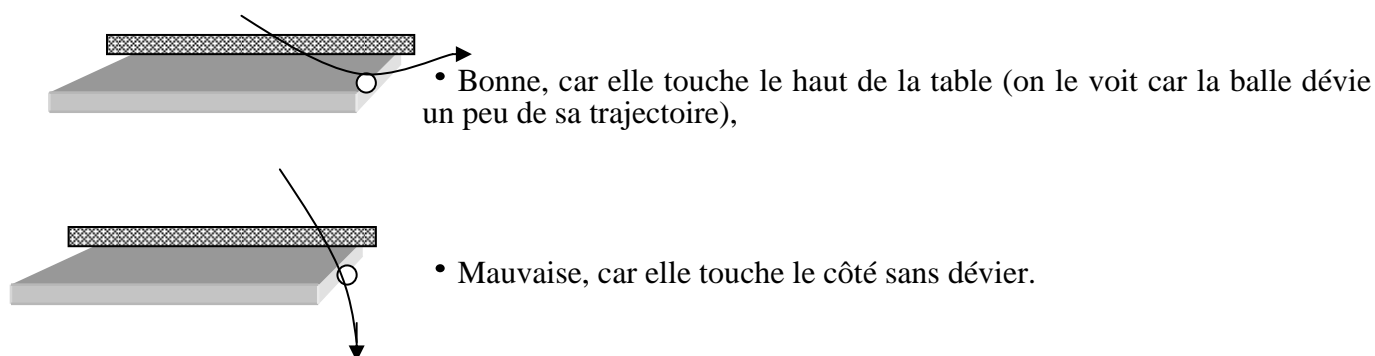 • Bonne, car elle touche le haut de la table (on le voit car la balle dévie
un peu de sa trajectoire),
• Mauvaise, car elle touche le côté sans dévier.